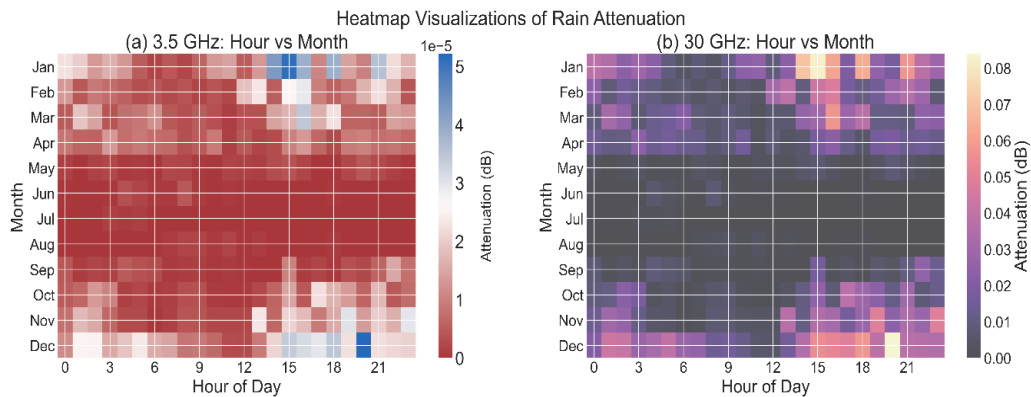 Heatmap Visualizations of Rain Attenuation
(a) 3.5 GHz: Hour vs Month
1e−5
Jan
Feb
Mar
Apr
May
Jun
Jul
Aug
Sep
Oct
Nov
Dec
Month
0 3 6 9 12 15 18 21
Hour of Day
5
4
3
2
1
0
Attenuation (dB)
(b) 30 GHz: Hour vs Month
Jan
Feb
Mar
Apr
May
Jun
Jul
Aug
Sep
Oct
Nov
Dec
Month
0 3 6 9 12 15 18 21
Hour of Day
0.08
0.07
0.06
0.05
0.04
0.03
0.02
0.01
0.00
Attenuation (dB)